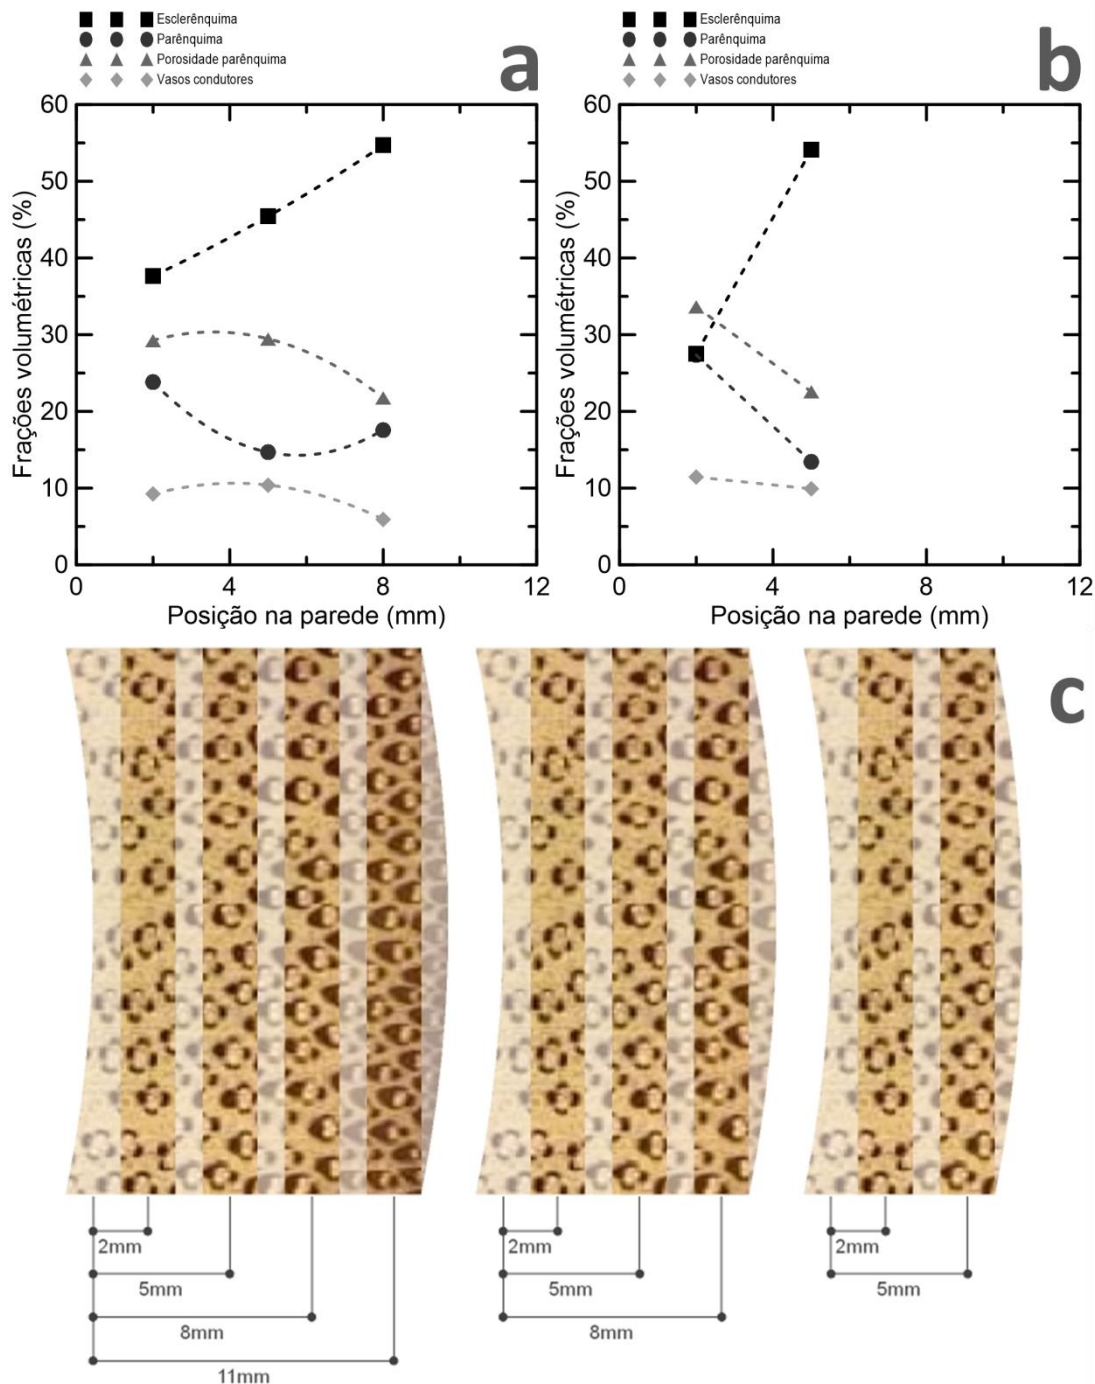 Esclerênquima
Parênquima
Porosidade parênquima
Vasos condutores
a
60
50
40
30
20
10
0
0
4
8
12
Frações volumétricas (%)
Posição na parede (mm)
Esclerênquima
Parênquima
Porosidade parênquima
Vasos condutores
b
60
50
40
30
20
10
0
0
4
8
12
Frações volumétricas (%)
Posição na parede (mm)
c
2mm
5mm
8mm
11mm
2mm
5mm
8mm
2mm
5mm